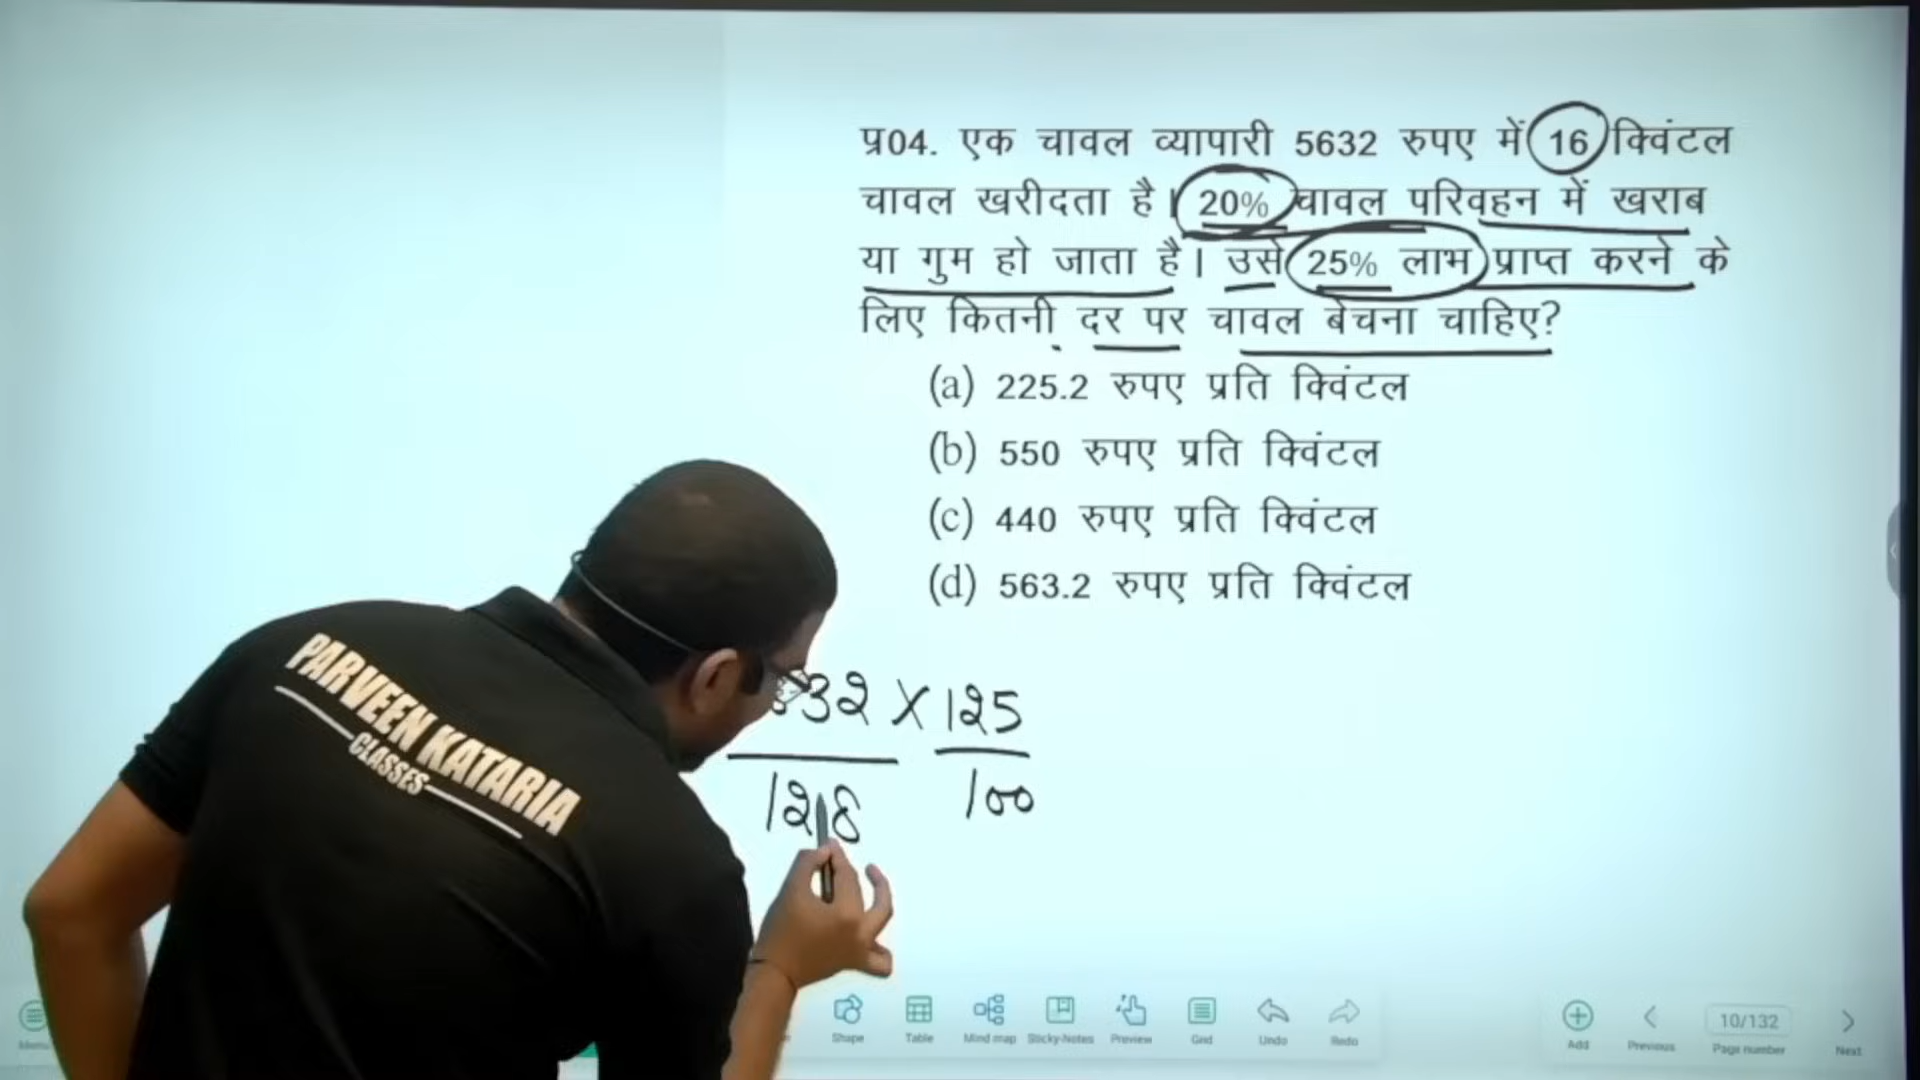 प्र04. एक चावल व्यापारी 5632 रुपए में 16 क्विंटल
चावल खरीदता है। 20% चावल परिवहन में खराब
या गुम हो जाता है। उसे 25% लाभ प्राप्त करने के
लिए कितनी दर पर चावल बेचना चाहिए?
(a) 225.2 रुपए प्रति क्विंटल
(b) 550 रुपए प्रति क्विंटल
(c) 440 रुपए प्रति क्विंटल
(d) 563.2 रुपए प्रति क्विंटल
32 × 125
100
PARVEEN KATARIA
CLASSES
Shape Table Mind map Sticky-Notes Preview Grid Undo Redo
Add Previous 10/132 Page number Next